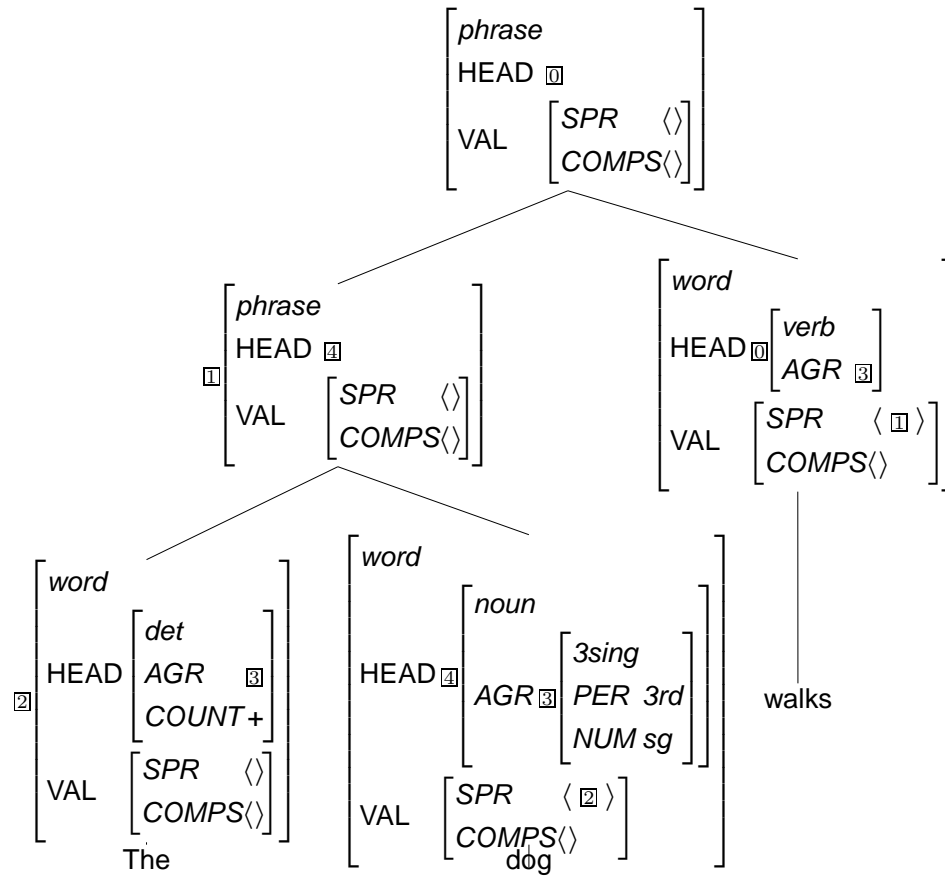 phrase
HEAD 0
VAL
SPR ⟨⟩
COMPS⟨⟩
1
phrase
HEAD 4
VAL
SPR ⟨⟩
COMPS⟨⟩
word
HEAD 0
verb
AGR 3
VAL
SPR ⟨ 1 ⟩
COMPS⟨⟩
2
word
HEAD
det
AGR 3
COUNT +
VAL
SPR ⟨⟩
COMPS⟨⟩
The
word
HEAD 4
noun
AGR 3
3sing
PER 3rd
NUM sg
VAL
SPR ⟨ 2 ⟩
COMPS⟨⟩
dog
walks